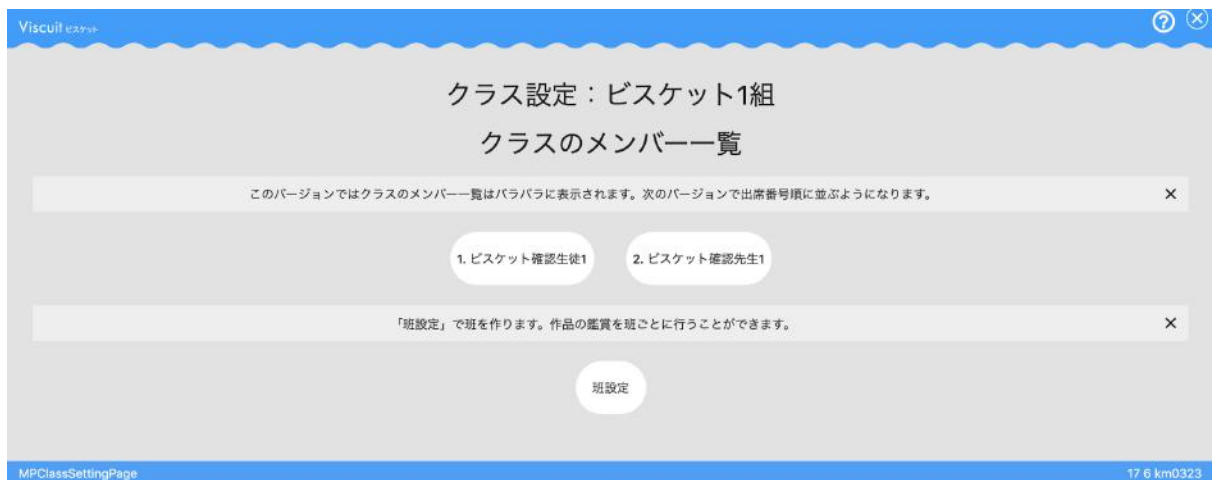 Viscuit ビスケット
クラス設定：ビスケット1組
クラスのメンバー一覧
このバージョンではクラスのメンバー一覧はバラバラに表示されます。次のバージョンで出席番号順に並ぶようになります。
1. ビスケット確認生徒1
2. ビスケット確認先生1
「班設定」で班を作ります。作品の鑑賞を班ごとに行うことができます。
班設定
MPClassSettingPage
17 6 km0323